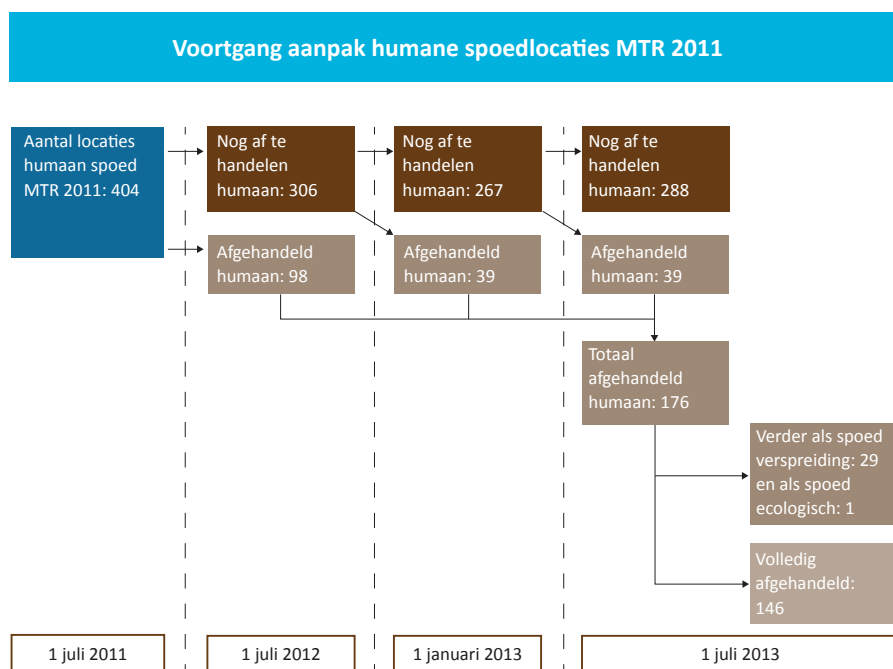 Voortgang aanpak humane spoedlocaties MTR 2011
Aantal locaties
humaan spoed
MTR 2011: 404
Nog af te
handelen
humaan: 306
Nog af te
handelen
humaan: 267
Nog af te
handelen
humaan: 288
Afgehandeld
humaan: 98
Afgehandeld
humaan: 39
Afgehandeld
humaan: 39
Totaal
afgehandeld
humaan: 176
Verder als spoed
verspreiding: 29
en als spoed
ecologisch: 1
Volledig
afgehandeld:
146
1 juli 2011
1 juli 2012
1 januari 2013
1 juli 2013